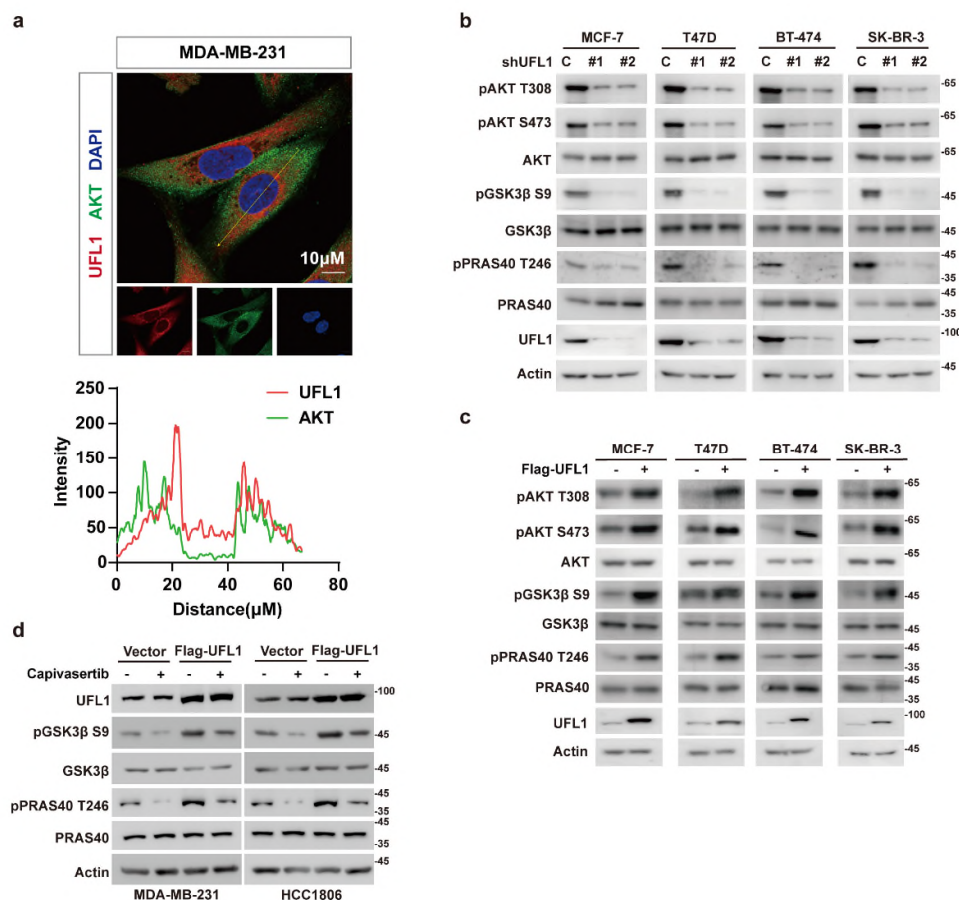 a
MDA-MB-231
UFL1 AKT DAPI
10μM
250
200
150
100
50
0
Intensity
UFL1
AKT
0 20 40 60 80
Distance(μM)
b
MCF-7 T47D BT-474 SK-BR-3
shUFL1 C #1 #2 C #1 #2 C #1 #2 C #1 #2
pAKT T308 -65
pAKT S473 -65
AKT -65
pGSK3β S9 -45
GSK3β -45
pPRAS40 T246 -45
-35
PRAS40 -45
-35
UFL1 -100
Actin -45
c
MCF-7 T47D BT-474 SK-BR-3
Flag-UFL1 - + - + - + - +
pAKT T308 -65
pAKT S473 -65
AKT -65
pGSK3β S9 -45
GSK3β -45
pPRAS40 T246 -45
-35
PRAS40 -45
-35
UFL1 -100
Actin -45
d
Vector Flag-UFL1 Vector Flag-UFL1
Capivasertib - + - + - + - +
UFL1 -100
pGSK3β S9 -45
GSK3β -45
pPRAS40 T246 -45
-35
PRAS40 -45
-35
Actin -45
MDA-MB-231 HCC1806